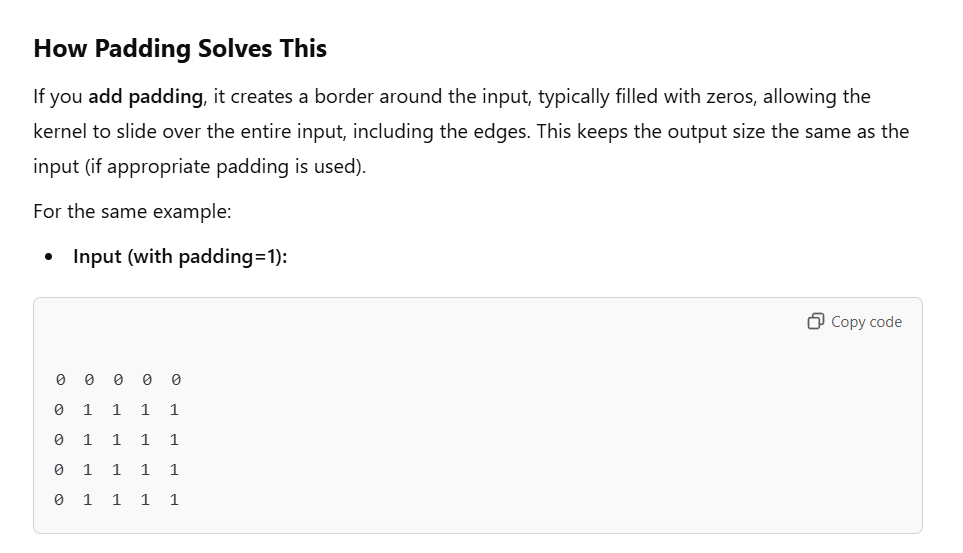 How Padding Solves This
If you add padding, it creates a border around the input, typically filled with zeros, allowing the
kernel to slide over the entire input, including the edges. This keeps the output size the same as the
input (if appropriate padding is used).
For the same example:
• Input (with padding=1):
Copy code
0 0 0 0 0
0 1 1 1 1
0 1 1 1 1
0 1 1 1 1
0 1 1 1 1